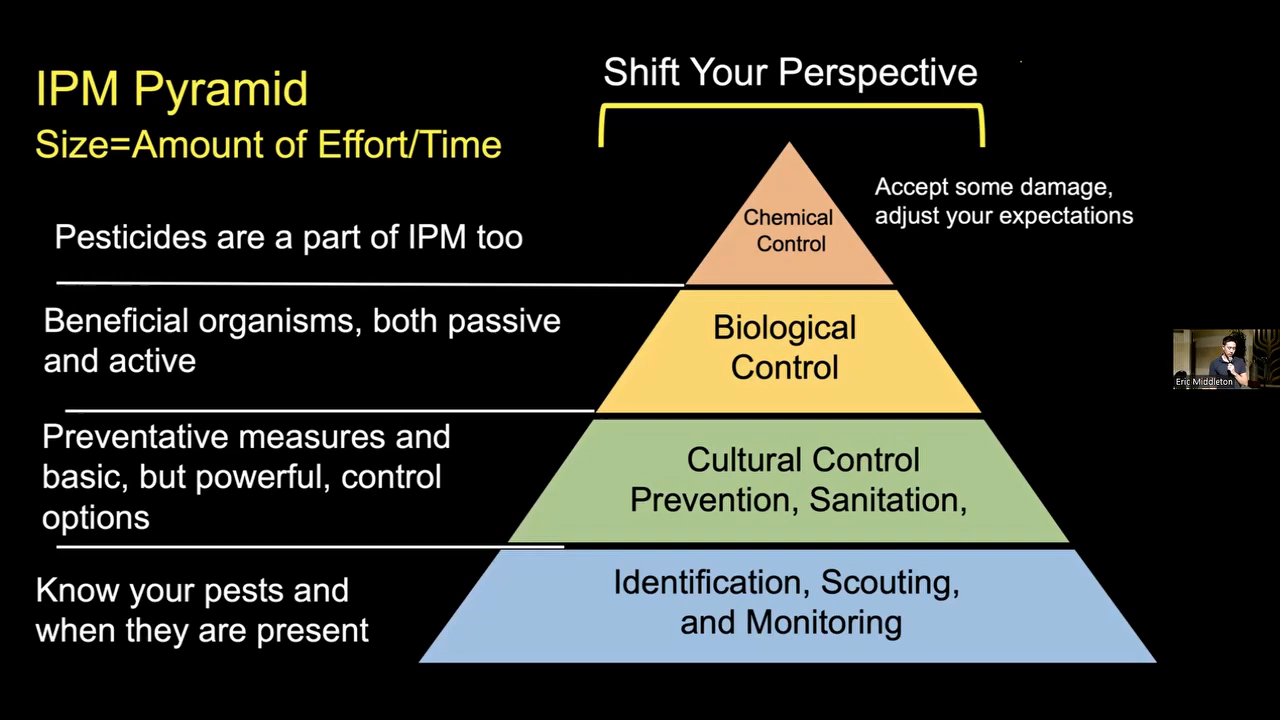 IPM Pyramid
Size=Amount of Effort/Time
Shift Your Perspective
Accept some damage,
adjust your expectations
Pesticides are a part of IPM too
Chemical
Control
Beneficial organisms, both passive
and active
Biological
Control
Preventative measures and
basic, but powerful, control
options
Cultural Control
Prevention, Sanitation,
Know your pests and
when they are present
Identification, Scouting,
and Monitoring
Eric Middleton